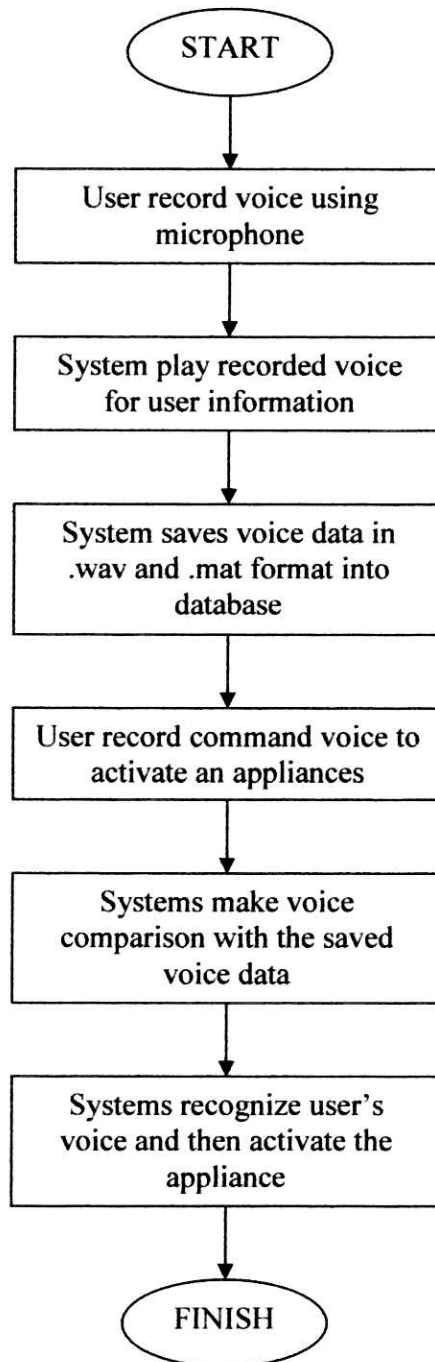 START
User record voice using
microphone
System play recorded voice
for user information
System saves voice data in
.wav and .mat format into
database
User record command voice to
activate an appliances
Systems make voice
comparison with the saved
voice data
Systems recognize user's
voice and then activate the
appliance
FINISH